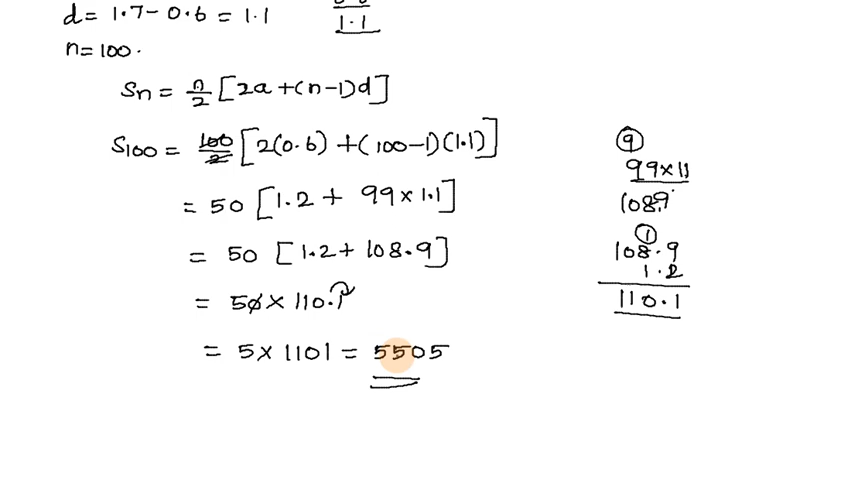 d = 1.7 - 0.6 = 1.1
1.1
n = 100.
Sn = n/2 [2a + (n-1)d]
S100 = 100/2 [2(0.6) + (100-1)(1.1)]
= 50 [1.2 + 99 × 1.1]
= 50 [1.2 + 108.9]
= 50 × 110.1
= 5 × 1101 = 5505
9
99 × 11
1089
1
108.9
1.2
110.1